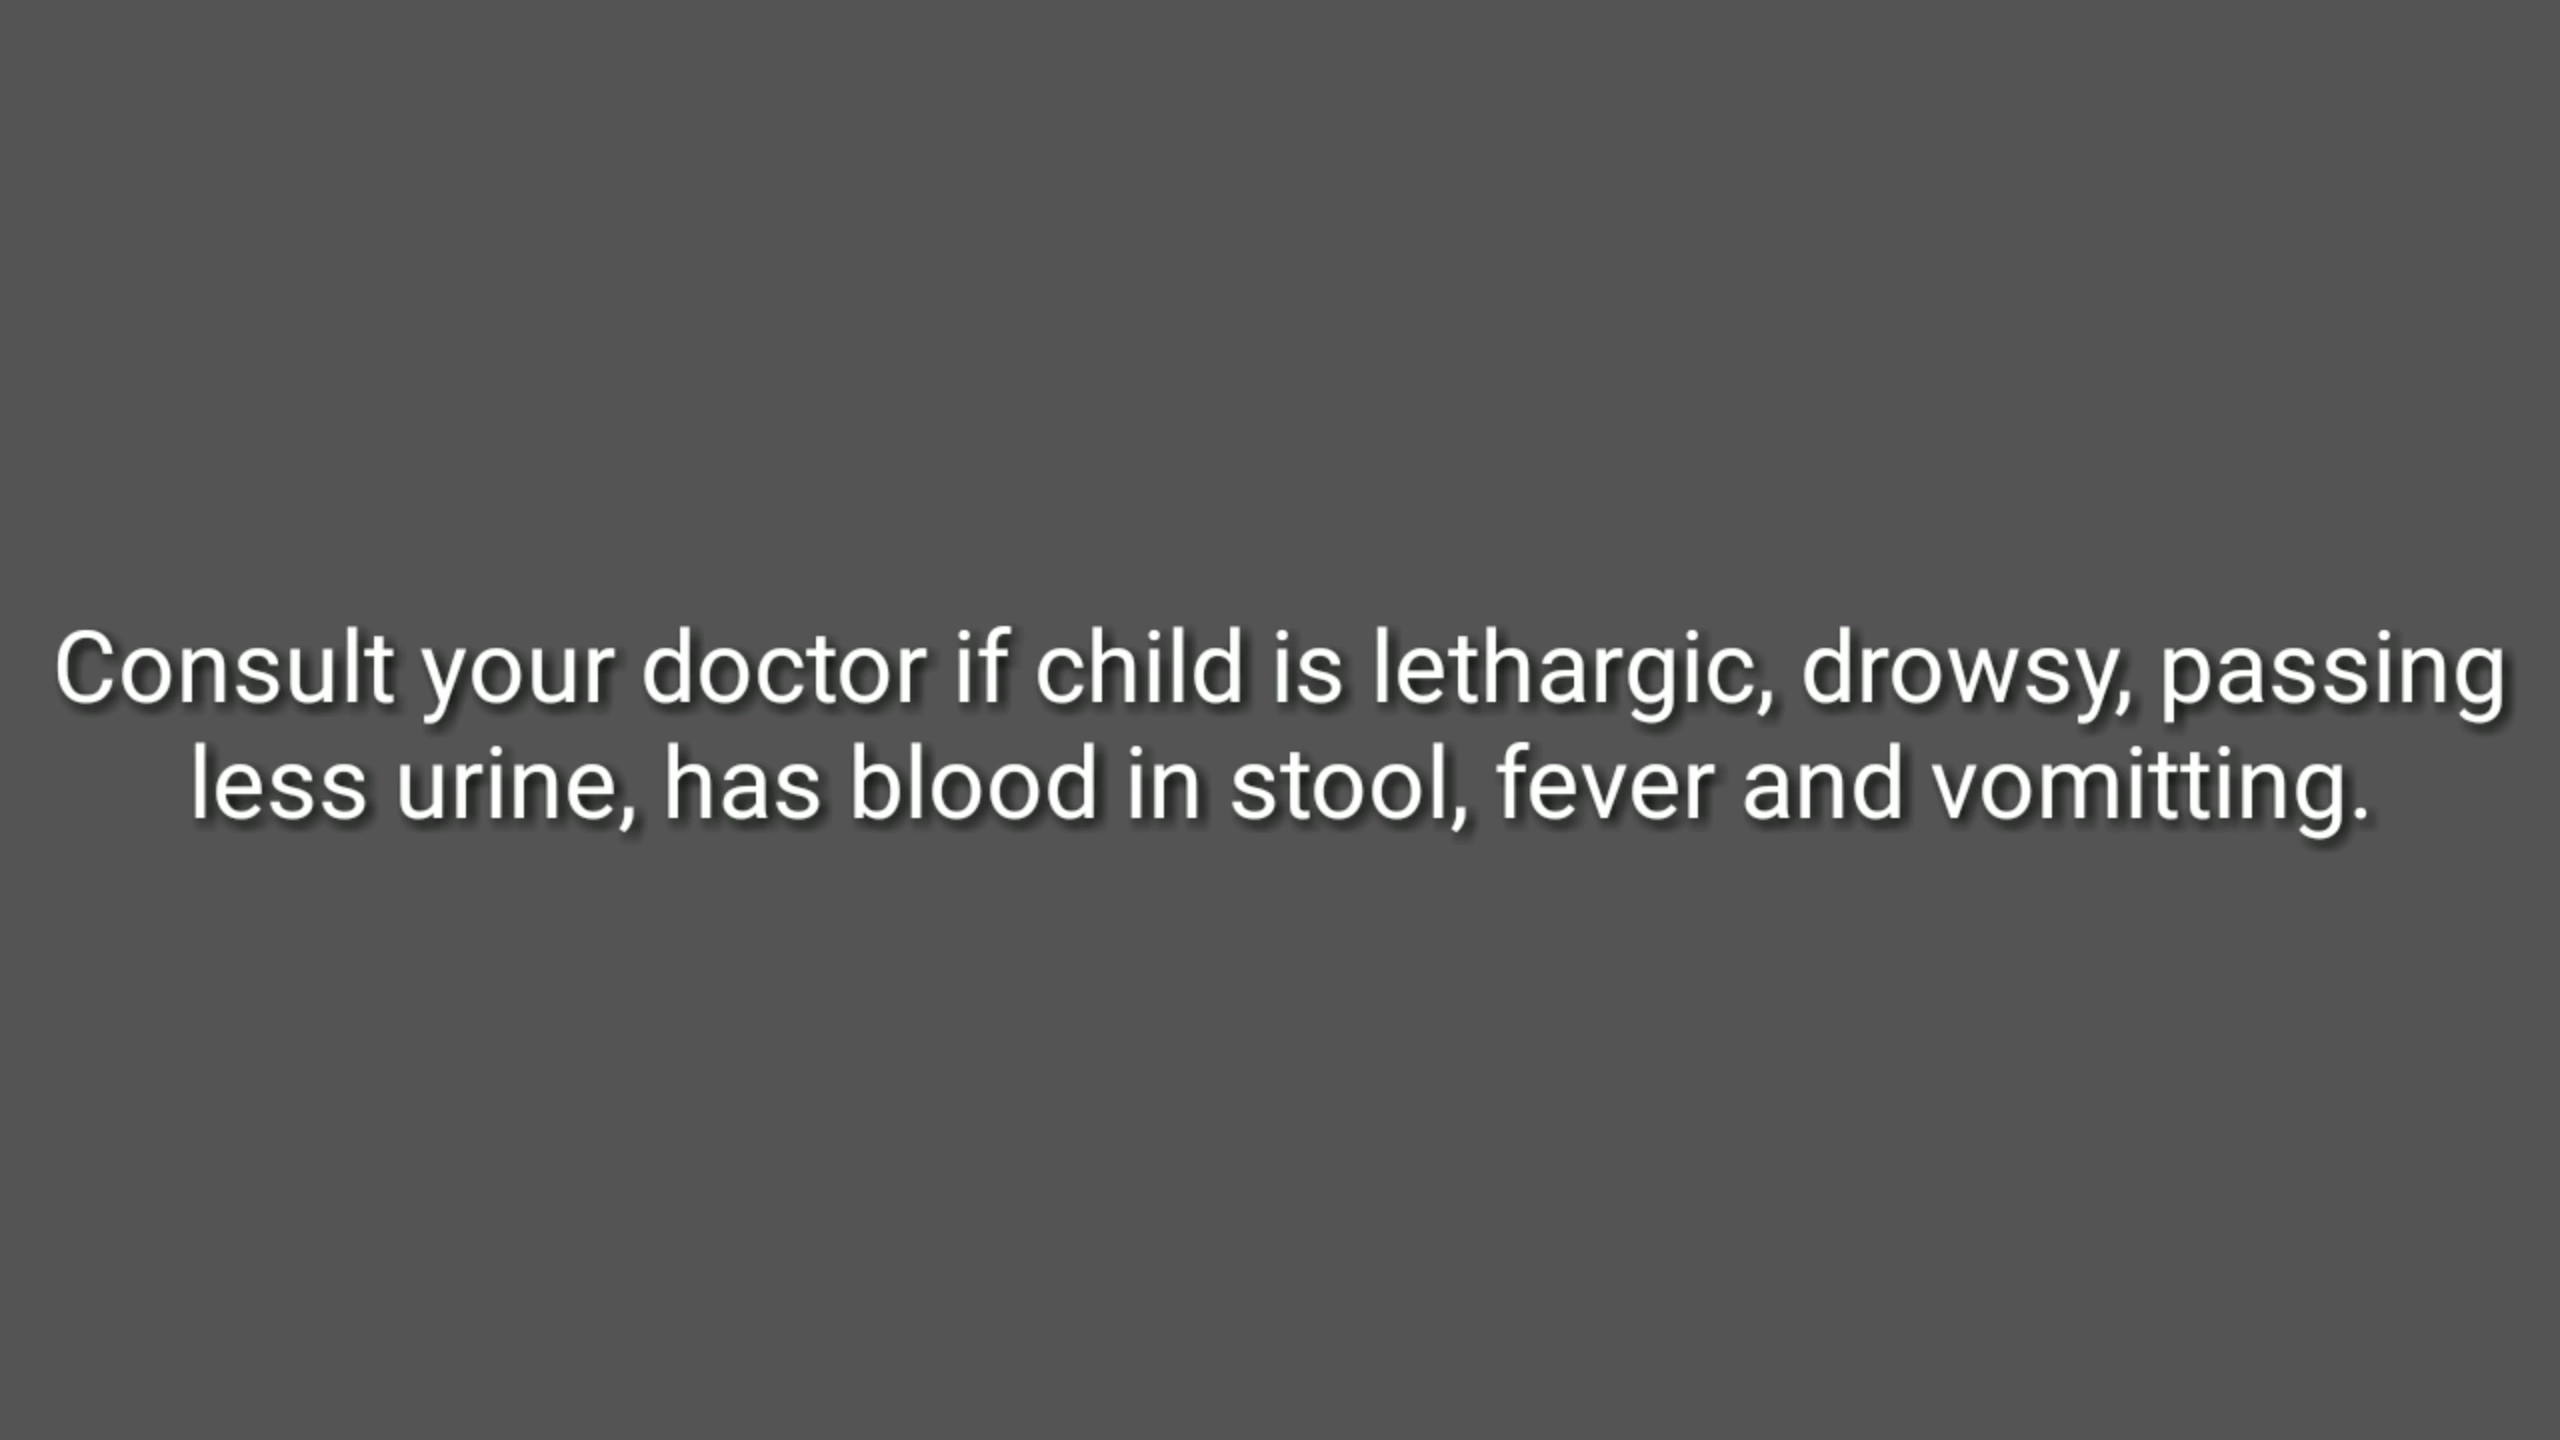 Consult your doctor if child is lethargic, drowsy, passing
less urine, has blood in stool, fever and vomitting.